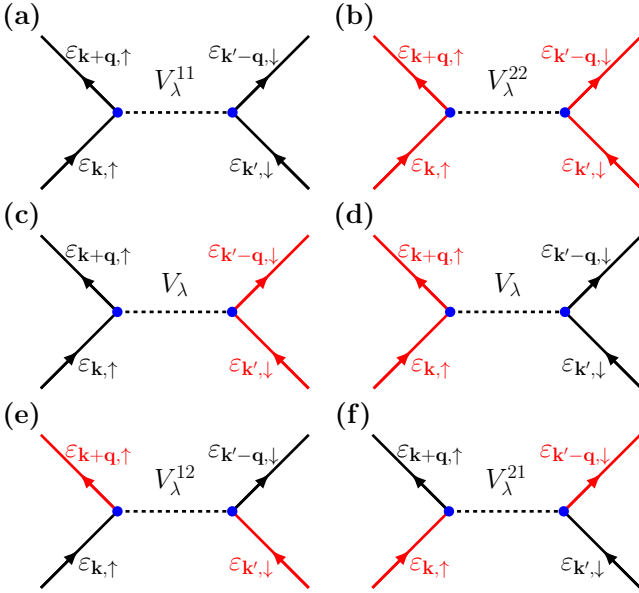 (a) (b)
ε_{k+q,↑} ε_{k′−q,↓} ε_{k+q,↑} ε_{k′−q,↓}
V_λ^{11} V_λ^{22}
ε_{k,↑} ε_{k′,↓} ε_{k,↑} ε_{k′,↓}
(c) (d)
ε_{k+q,↑} ε_{k′−q,↓} ε_{k+q,↑} ε_{k′−q,↓}
V_λ V_λ
ε_{k,↑} ε_{k′,↓} ε_{k,↑} ε_{k′,↓}
(e) (f)
ε_{k+q,↑} ε_{k′−q,↓} ε_{k+q,↑} ε_{k′−q,↓}
V_λ^{12} V_λ^{21}
ε_{k,↑} ε_{k′,↓} ε_{k,↑} ε_{k′,↓}